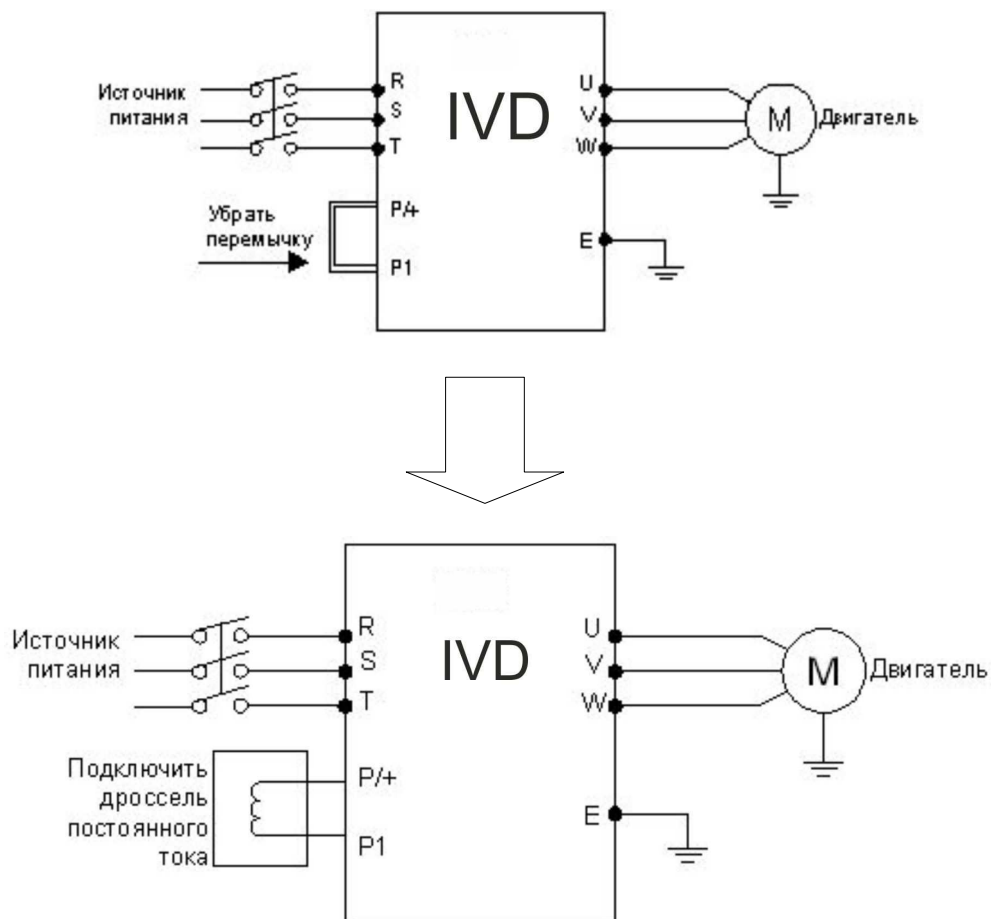 Источник
питания
R
S
T
IVD
U
V
W
M
Двигатель
Убрать
перемычку
P/+
P1
E
Источник
питания
R
S
T
IVD
U
V
W
M
Двигатель
Подключить
дроссель
постоянного
тока
P/+
P1
E